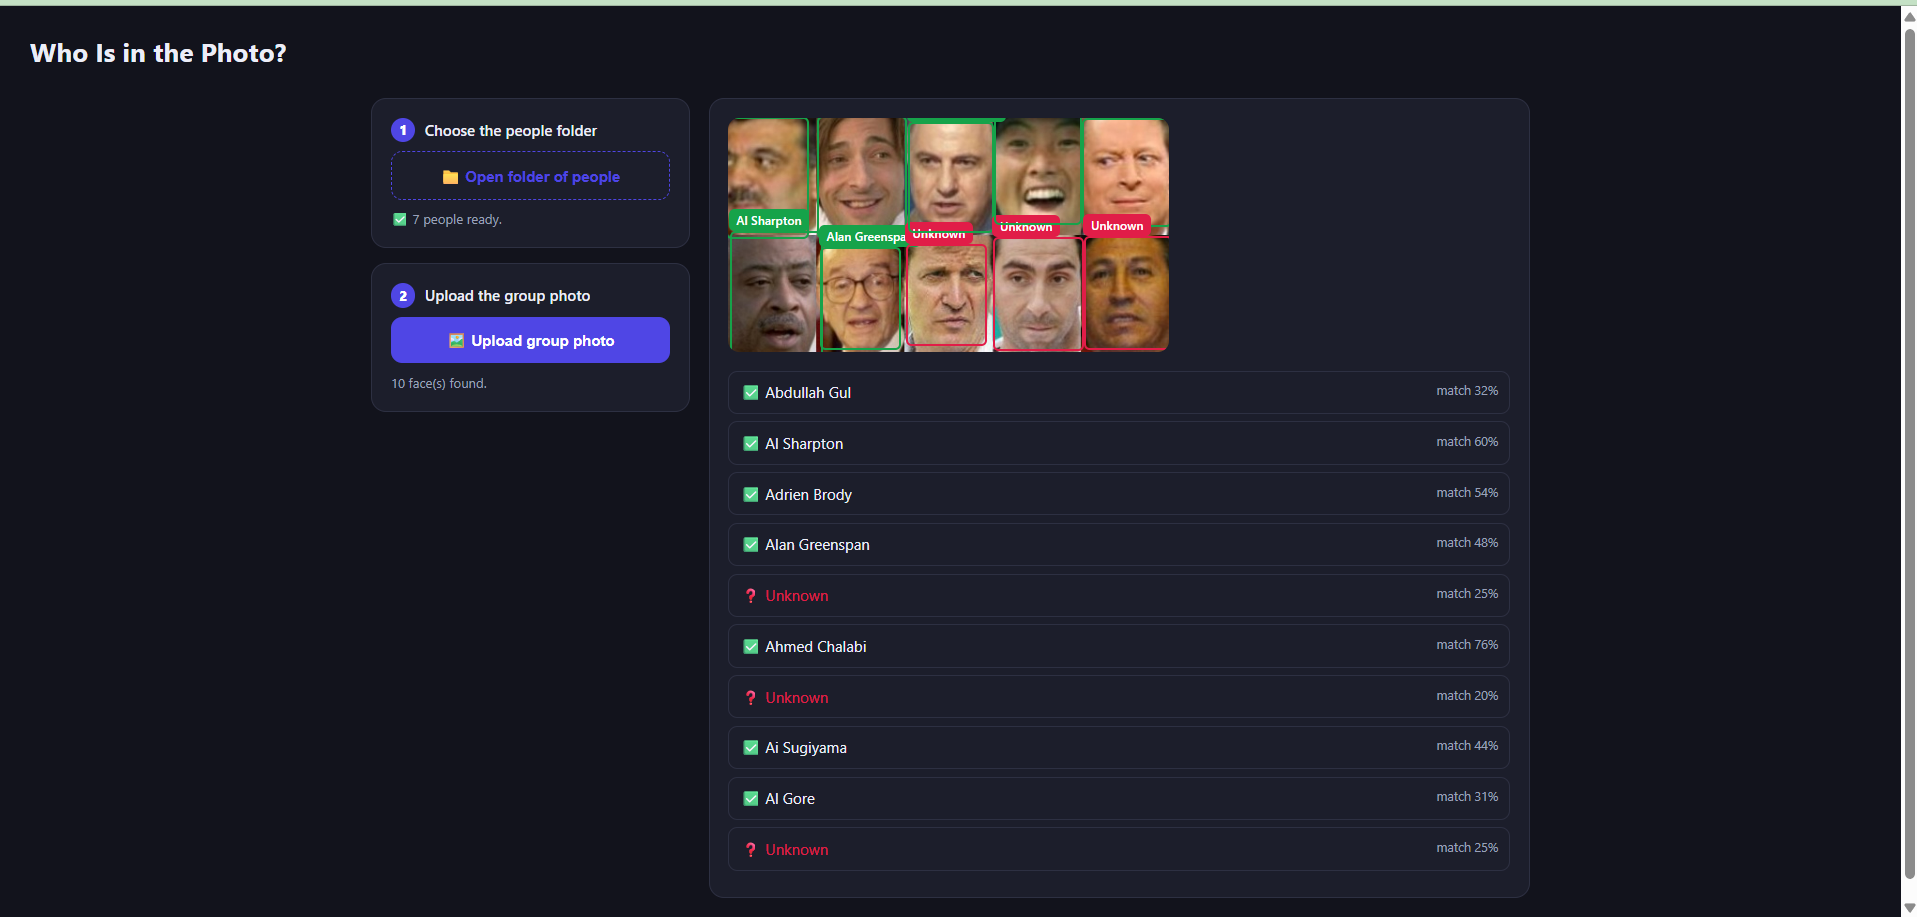 Who Is in the Photo?
1 Choose the people folder
Open folder of people
7 people ready.
2 Upload the group photo
Upload group photo
10 face(s) found.
Al Sharpton
Alan Greenspa
Unknown
Unknown
Unknown
Abdullah Gul match 32%
Al Sharpton match 60%
Adrien Brody match 54%
Alan Greenspan match 48%
Unknown match 25%
Ahmed Chalabi match 76%
Unknown match 20%
Ai Sugiyama match 44%
Al Gore match 31%
Unknown match 25%